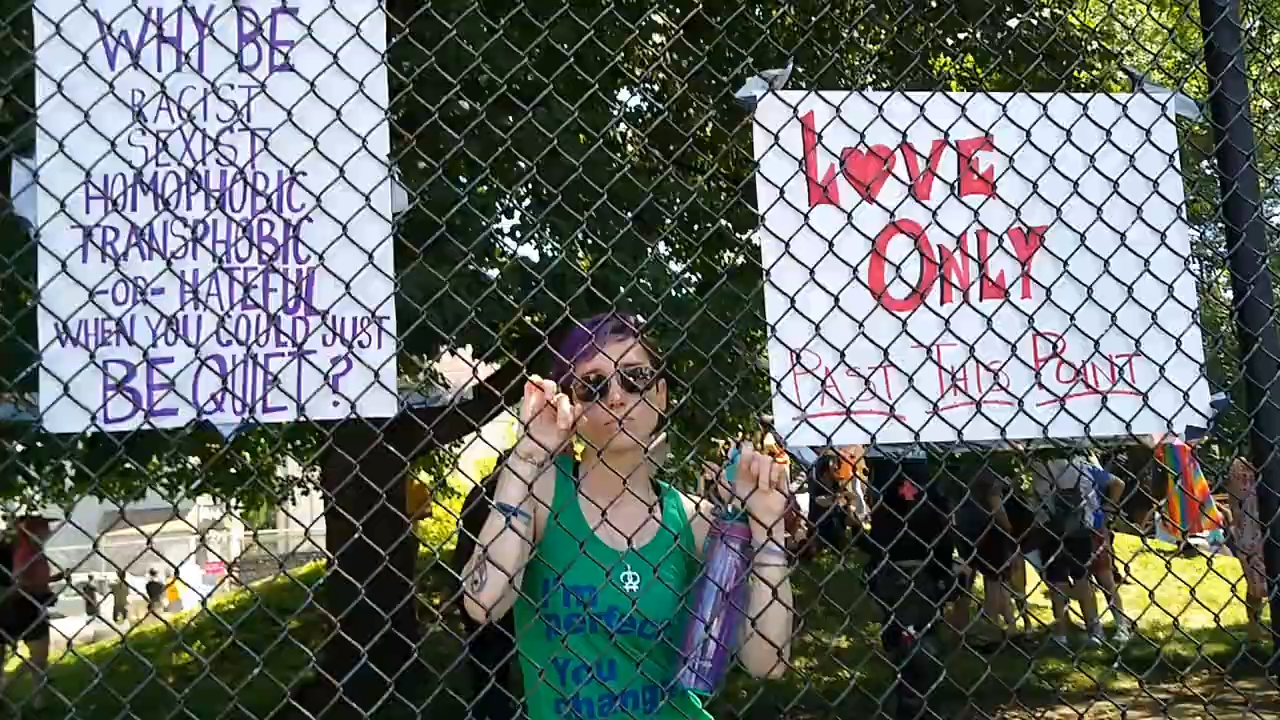 WHY BE
RACIST
SEXIST
HOMOPHOBIC
TRANSPHOBIC
-OR- HATEFUL
WHEN YOU COULD JUST
BE QUIET?
LOVE
ONLY
PAST THIS POINT
I'm
perfect
You
change